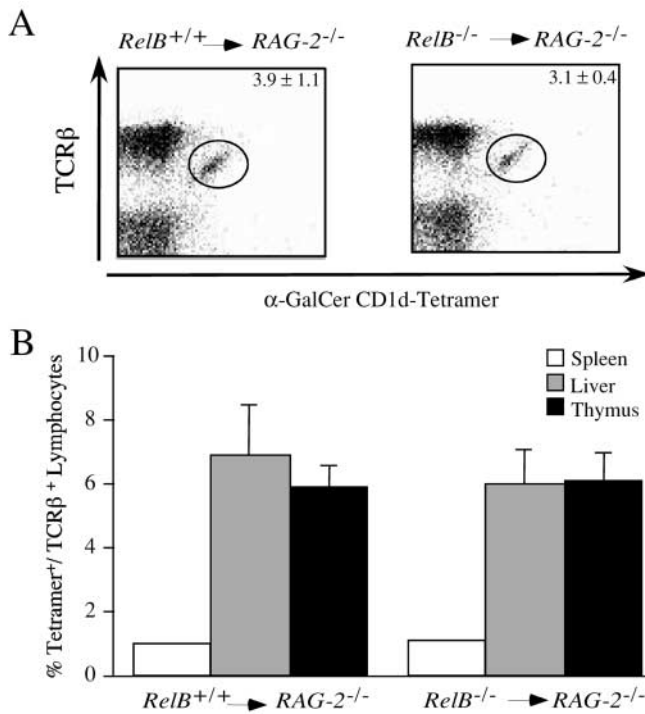 A
RelB+/+ → RAG-2-/-
RelB-/- → RAG-2-/-
3.9 ± 1.1
3.1 ± 0.4
TCRβ
α-GalCer CD1d-Tetramer
B
% Tetramer+/ TCRβ + Lymphocytes
10
8
6
4
2
0
Spleen
Liver
Thymus
RelB+/+ → RAG-2-/-
RelB-/- → RAG-2-/-